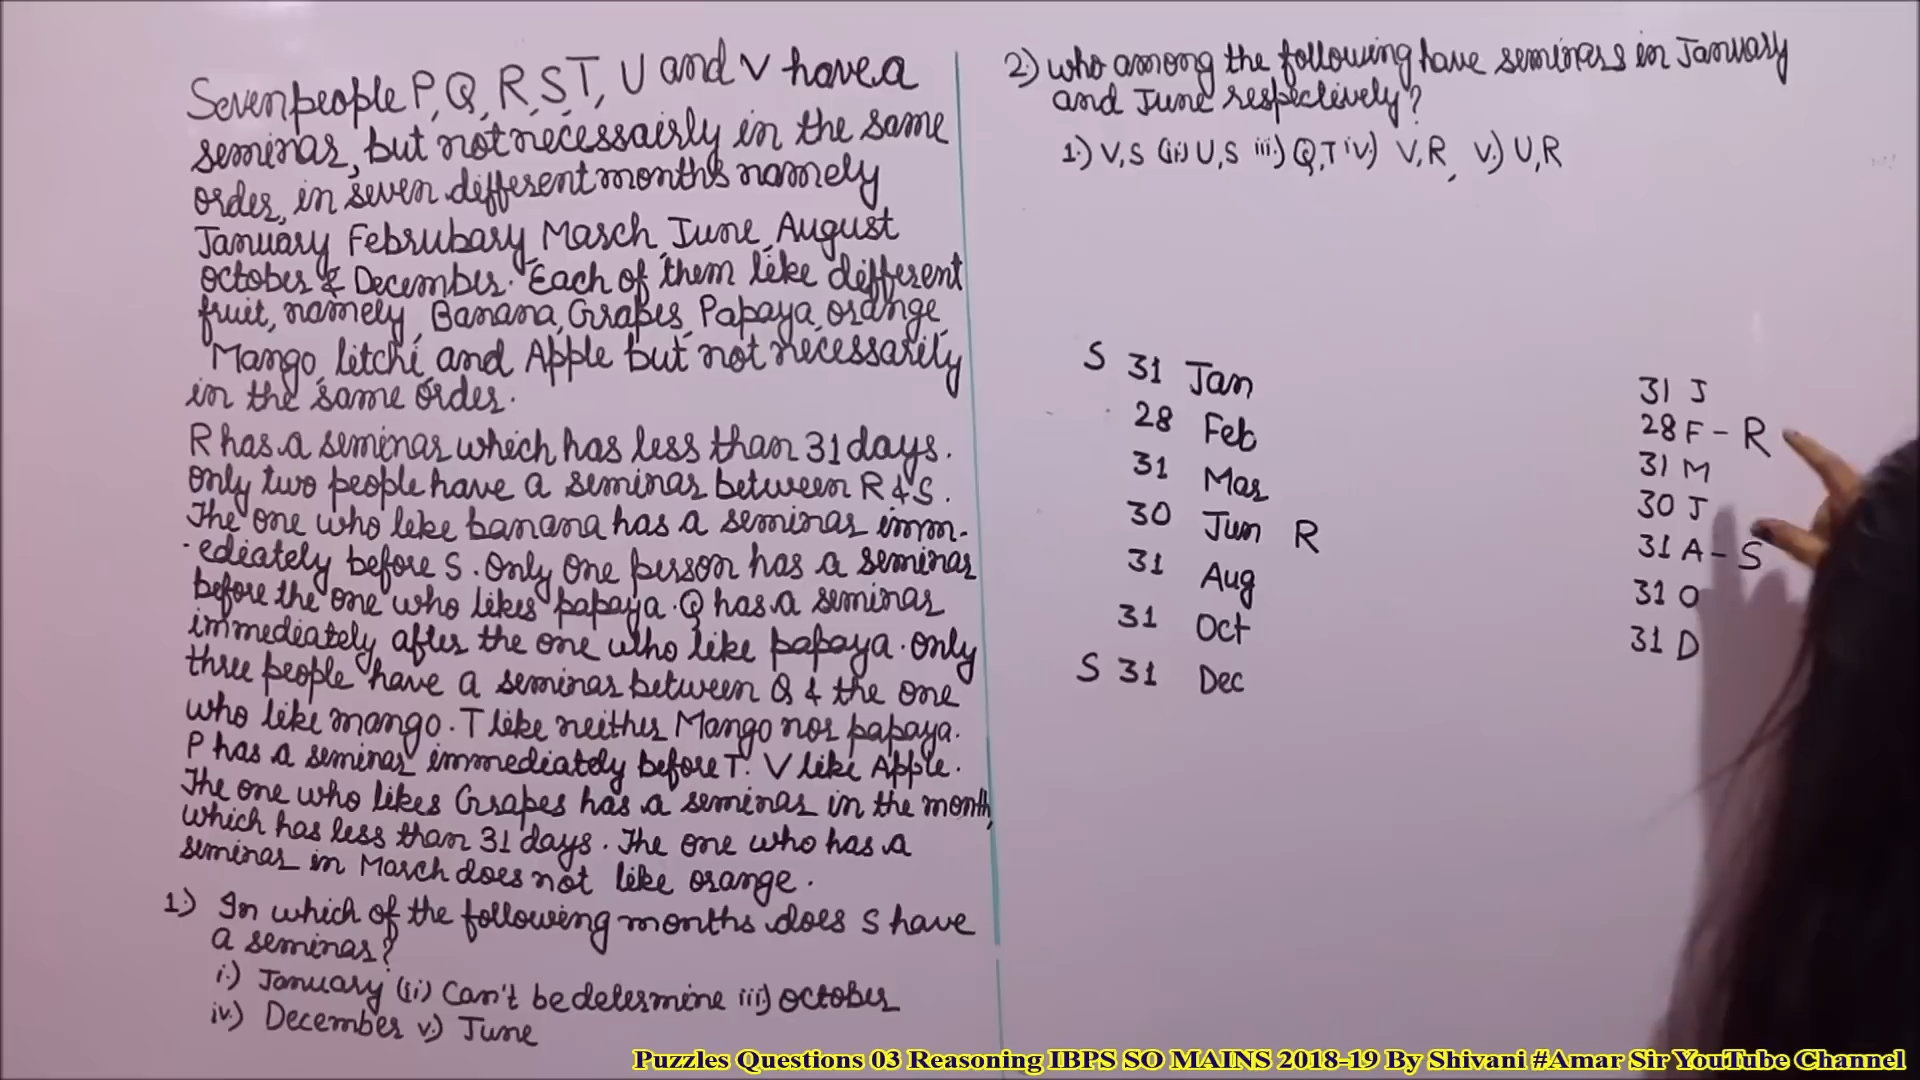 Seven people P, Q, R, S T, U and V have a
seminar, but not necessairly in the same
order, in seven different months namely
January Februbary, March, June, August
October & December. Each of them like different
fruit, namely, Banana, Grapes, Papaya, orange
Mango, litchi and Apple but not necessarily
in the same order.
R has a seminar which has less than 31 days.
only two people have a seminar between R & S.
The one who like banana has a seminar imm-
ediately before S. Only one person has a seminar
before the one who likes papaya. Q has a seminar
immediately after the one who like papaya. only
three people have a seminar between Q & the one
who like mango. T like neither Mango nor papaya.
P has a seminar immediately before T. V like Apple.
The one who likes Grapes has a seminar in the month,
which has less than 31 days. The one who has a
seminar in March does not like orange.
1.) In which of the following months does S have
a seminar?
i.) January (ii) Can't be determine iii) october
iv.) December v.) June
2.) who among the following have seminars in January
and June respectively?
1.) V,S (ii) U,S iii.) Q,T iv.) V,R, v.) U,R
S 31 Jan
28 Feb
31 Mar
30 Jun R
31 Aug
31 Oct
S 31 Dec
31 J
28 F - R
31 M
30 J
31 A - S
31 O
31 D
Puzzles Questions 03 Reasoning IBPS SO MAINS 2018-19 By Shivani #Amar Sir YouTube Channel